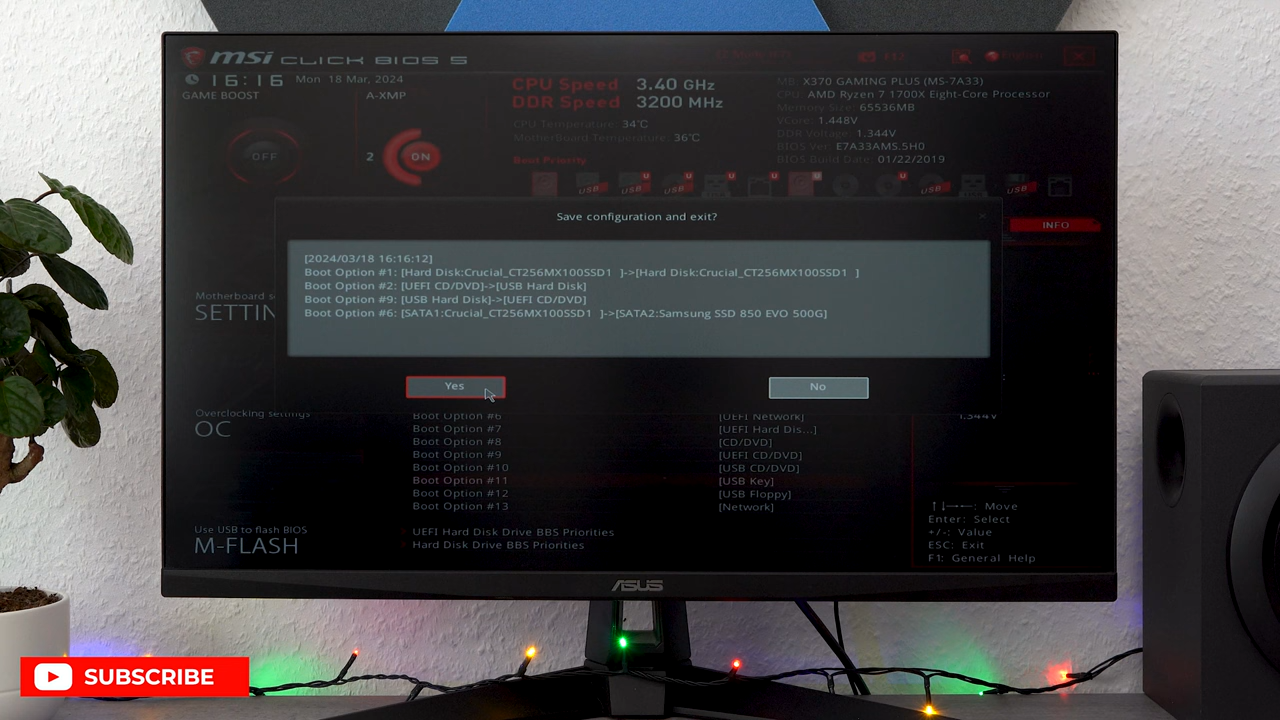 msi CLICK BIOS 5
16:16 Mon 18 Mar, 2024
GAME BOOST
A-XMP
OFF
2
ON
CPU Speed 3.40 GHz
DDR Speed 3200 MHz
CPU Temperature: 34°C
MotherBoard Temperature: 36°C
Boot Priority
MB: X370 GAMING PLUS (MS-7A33)
CPU: AMD Ryzen 7 1700X Eight-Core Processor
Memory Size: 65536MB
VCore: 1.448V
DDR Voltage: 1.344V
BIOS Ver: E7A33AMS.5H0
BIOS Build Date: 01/22/2019
USB
USB
USB
USB
USB
INFO
Save configuration and exit?
[2024/03/18 16:16:12]
Boot Option #1: [Hard Disk:Crucial_CT256MX100SSD1 ]->[Hard Disk:Crucial_CT256MX100SSD1 ]
Boot Option #2: [UEFI CD/DVD]->[USB Hard Disk]
Boot Option #9: [USB Hard Disk]->[UEFI CD/DVD]
Boot Option #6: [SATA1:Crucial_CT256MX100SSD1 ]->[SATA2:Samsung SSD 850 EVO 500G]
Yes
No
Motherboard s
SETTIN
Overclocking settings
OC
Use USB to flash BIOS
M-FLASH
Boot Option #6 [UEFI Network]
Boot Option #7 [UEFI Hard Dis...]
Boot Option #8 [CD/DVD]
Boot Option #9 [UEFI CD/DVD]
Boot Option #10 [USB CD/DVD]
Boot Option #11 [USB Key]
Boot Option #12 [USB Floppy]
Boot Option #13 [Network]
UEFI Hard Disk Drive BBS Priorities
Hard Disk Drive BBS Priorities
1.344V
↑↓→←: Move
Enter: Select
+/-: Value
ESC: Exit
F1: General Help
ASUS
SUBSCRIBE